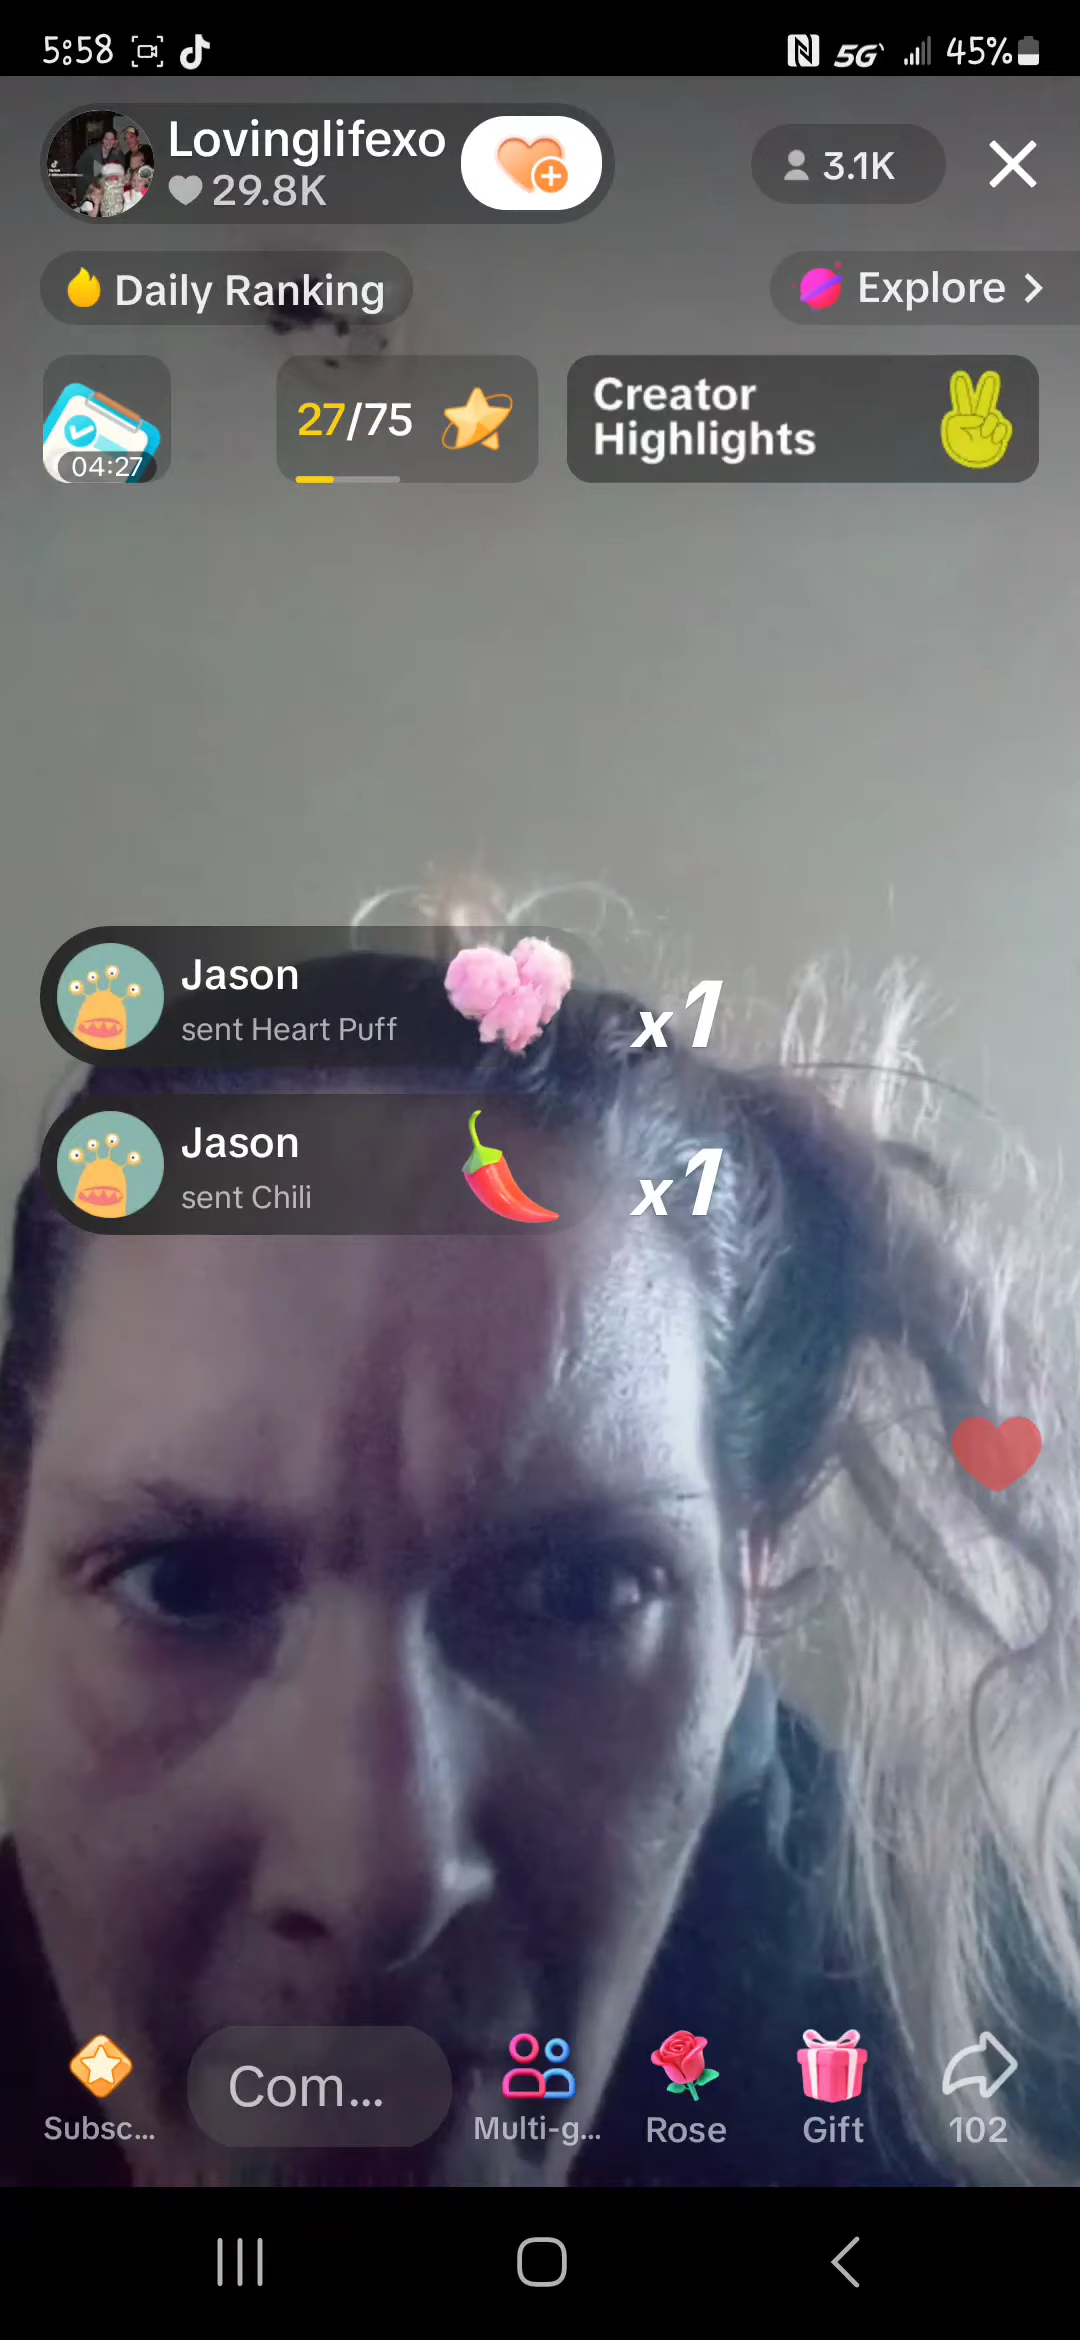 5:58
5G
45%
Lovinglifexo
29.8K
3.1K
Daily Ranking
Explore
04:27
27/75
Creator
Highlights
Jason
sent Heart Puff
x1
Jason
sent Chili
x1
Com...
Subsc...
Multi-g...
Rose
Gift
102